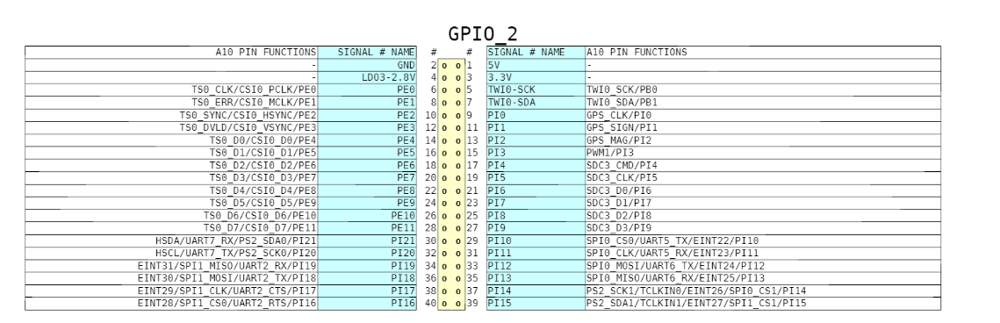 GPIO_2
A10 PIN FUNCTIONS SIGNAL # NAME # # SIGNAL # NAME A10 PIN FUNCTIONS
- GND 2 o o 1 5V -
- LDO3-2.8V 4 o o 3 3.3V -
TS0_CLK/CSI0_PCLK/PE0 PE0 6 o o 5 TWI0-SCK TWI0_SCK/PB0
TS0_ERR/CSI0_MCLK/PE1 PE1 8 o o 7 TWI0-SDA TWI0_SDA/PB1
TS0_SYNC/CSI0_HSYNC/PE2 PE2 10 o o 9 PI0 GPS_CLK/PI0
TS0_DVLD/CSI0_VSYNC/PE3 PE3 12 o o 11 PI1 GPS_SIGN/PI1
TS0_D0/CSI0_D0/PE4 PE4 14 o o 13 PI2 GPS_MAG/PI2
TS0_D1/CSI0_D1/PE5 PE5 16 o o 15 PI3 PWM1/PI3
TS0_D2/CSI0_D2/PE6 PE6 18 o o 17 PI4 SDC3_CMD/PI4
TS0_D3/CSI0_D3/PE7 PE7 20 o o 19 PI5 SDC3_CLK/PI5
TS0_D4/CSI0_D4/PE8 PE8 22 o o 21 PI6 SDC3_D0/PI6
TS0_D5/CSI0_D5/PE9 PE9 24 o o 23 PI7 SDC3_D1/PI7
TS0_D6/CSI0_D6/PE10 PE10 26 o o 25 PI8 SDC3_D2/PI8
TS0_D7/CSI0_D7/PE11 PE11 28 o o 27 PI9 SDC3_D3/PI9
HSDA/UART7_RX/PS2_SDA0/PI21 PI21 30 o o 29 PI10 SPI0_CS0/UART5_TX/EINT22/PI10
HSCL/UART7_TX/PS2_SCK0/PI20 PI20 32 o o 31 PI11 SPI0_CLK/UART5_RX/EINT23/PI11
EINT31/SPI1_MISO/UART2_RX/PI19 PI19 34 o o 33 PI12 SPI0_MOSI/UART6_TX/EINT24/PI12
EINT30/SPI1_MOSI/UART2_TX/PI18 PI18 36 o o 35 PI13 SPI0_MISO/UART6_RX/EINT25/PI13
EINT29/SPI1_CLK/UART2_CTS/PI17 PI17 38 o o 37 PI14 PS2_SCK1/TCLKIN0/EINT26/SPI0_CS1/PI14
EINT28/SPI1_CS0/UART2_RTS/PI16 PI16 40 o o 39 PI15 PS2_SDA1/TCLKIN1/EINT27/SPI1_CS1/PI15